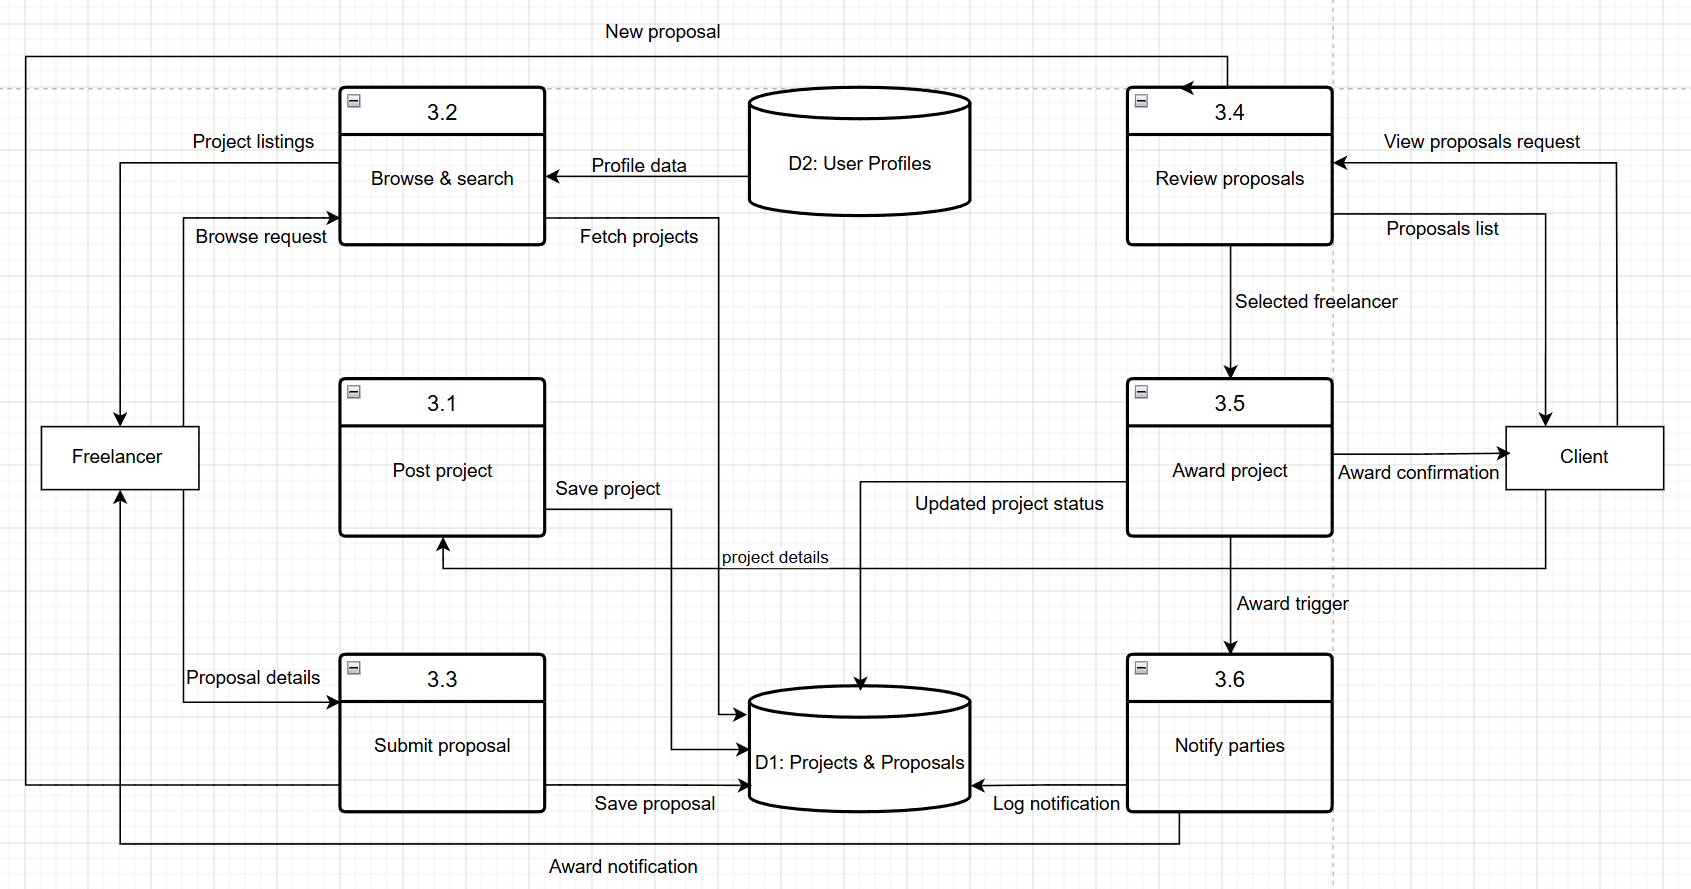 New proposal
3.2
3.4
Project listings
View proposals request
Profile data
D2: User Profiles
Browse & search
Review proposals
Browse request
Fetch projects
Proposals list
Selected freelancer
3.1
3.5
Freelancer
Client
Post project
Award project
Award confirmation
Save project
Updated project status
project details
Award trigger
Proposal details
3.3
3.6
Submit proposal
Notify parties
D1: Projects & Proposals
Save proposal
Log notification
Award notification